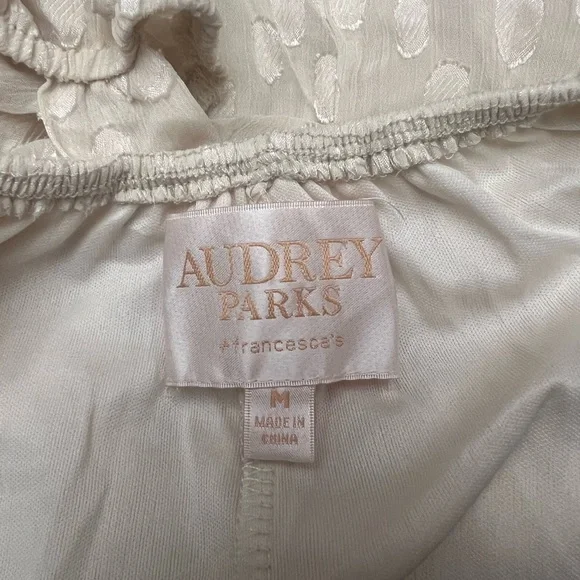 AUDREY
PARKS
+francesca's
M
MADE IN
CHINA